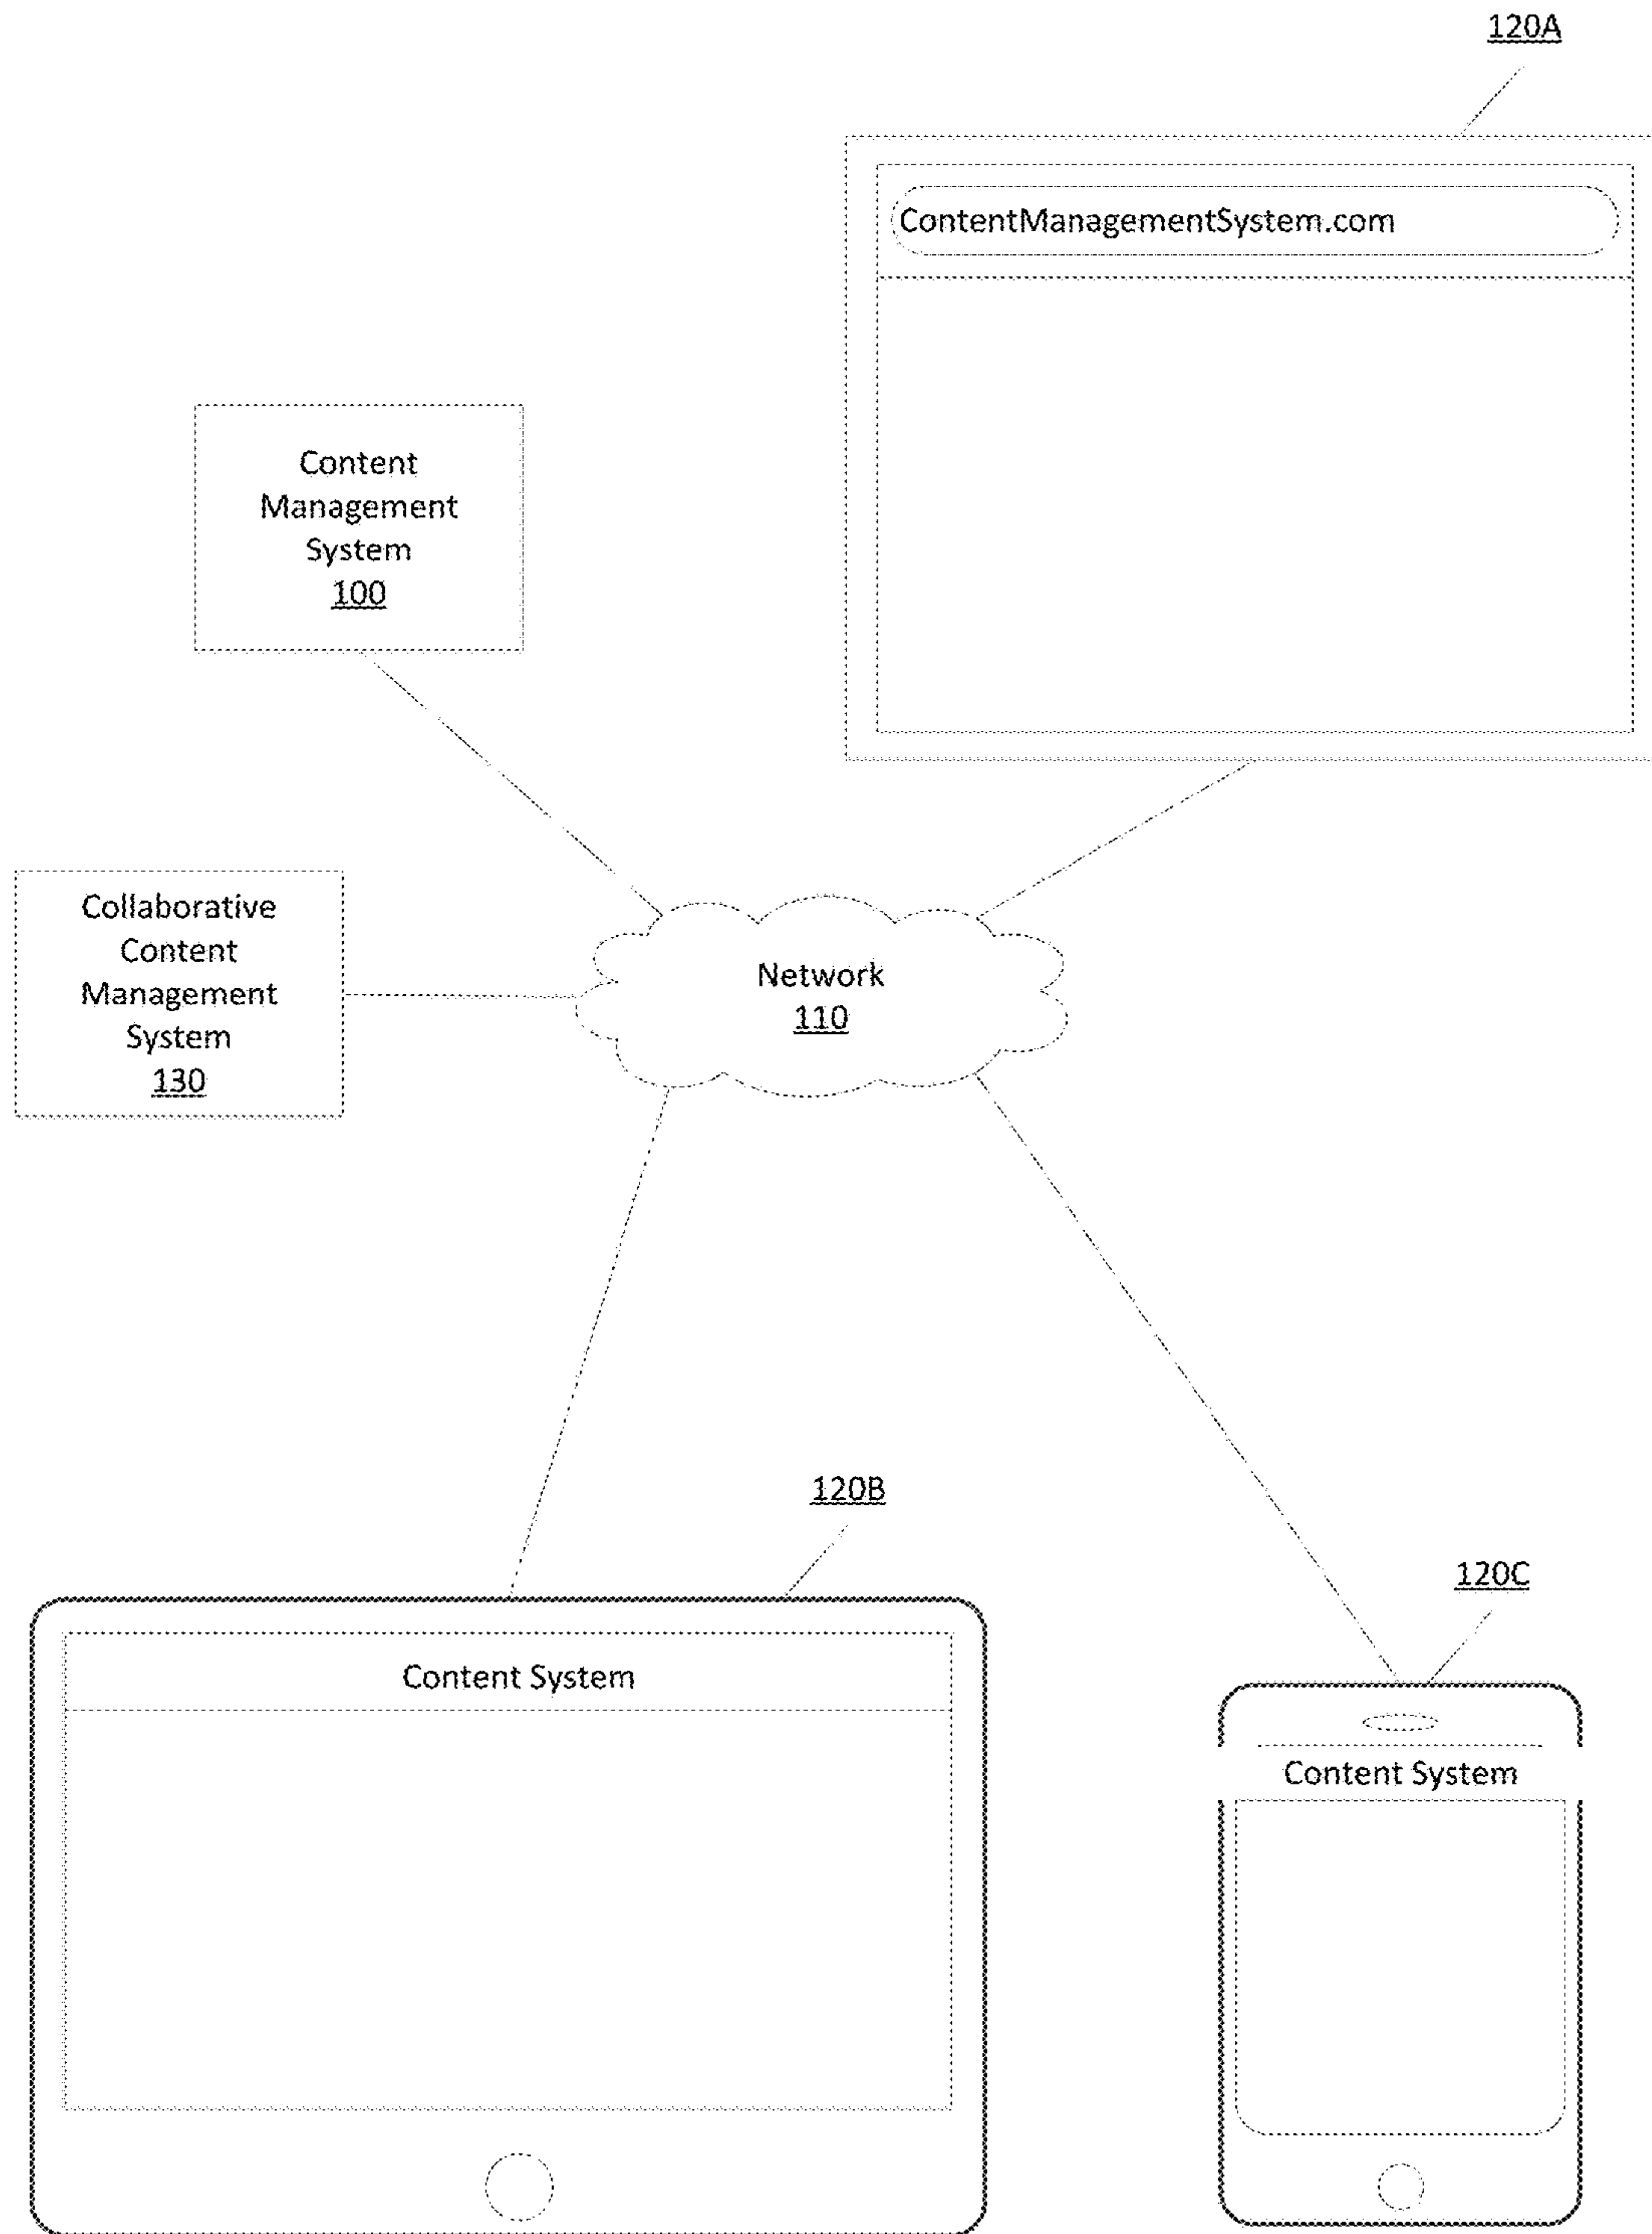 120A
ContentManagementSystem.com
Content
Management
System
100
Collaborative
Content
Management
System
130
Network
110
120B
Content System
120C
Content System